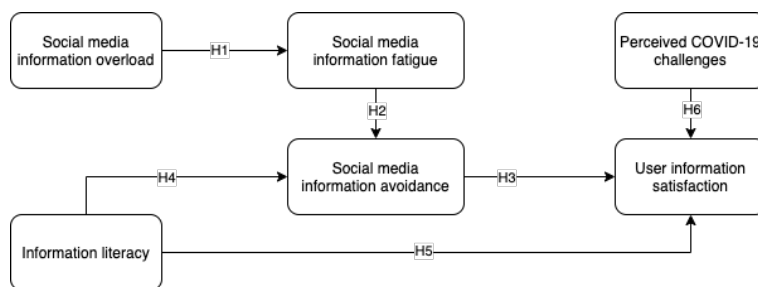 Social media
information overload
H1
Social media
information fatigue
Perceived COVID-19
challenges
H2
H6
H4
Social media
information avoidance
H3
User information
satisfaction
Information literacy
H5